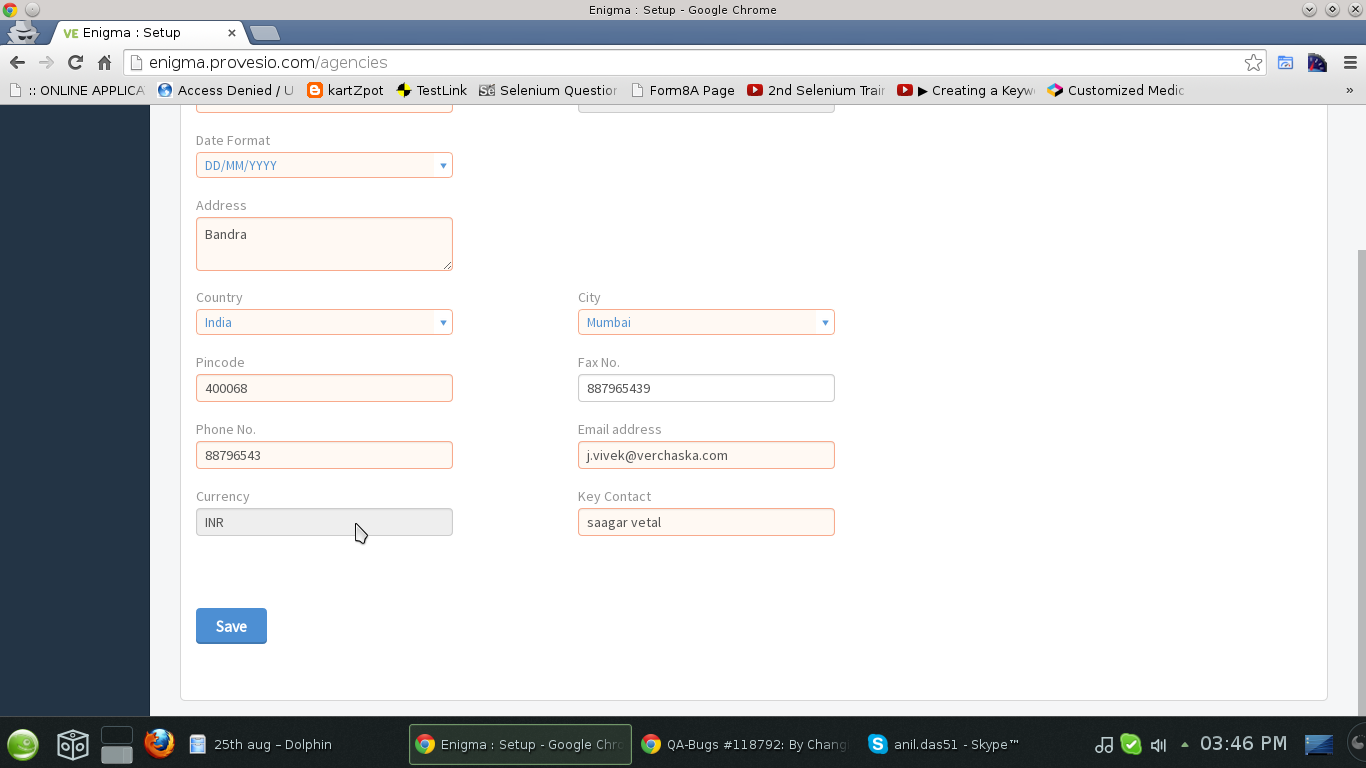 Enigma : Setup - Google Chrome
VE Enigma : Setup
enigma.provesio.com/agencies
:: ONLINE APPLICA
Access Denied / U
kartZpot
TestLink
Se Selenium Question
Form8A Page
2nd Selenium Trai
▶ Creating a Keyw
Customized Medic
»
Date Format
DD/MM/YYYY
Address
Bandra
Country
City
India
Mumbai
Pincode
Fax No.
400068
887965439
Phone No.
Email address
88796543
j.vivek@verchaska.com
Currency
Key Contact
INR
saagar vetal
Save
25th aug – Dolphin
Enigma : Setup - Google Chro
QA-Bugs #118792: By Changi
anil.das51 - Skype™
03:46 PM